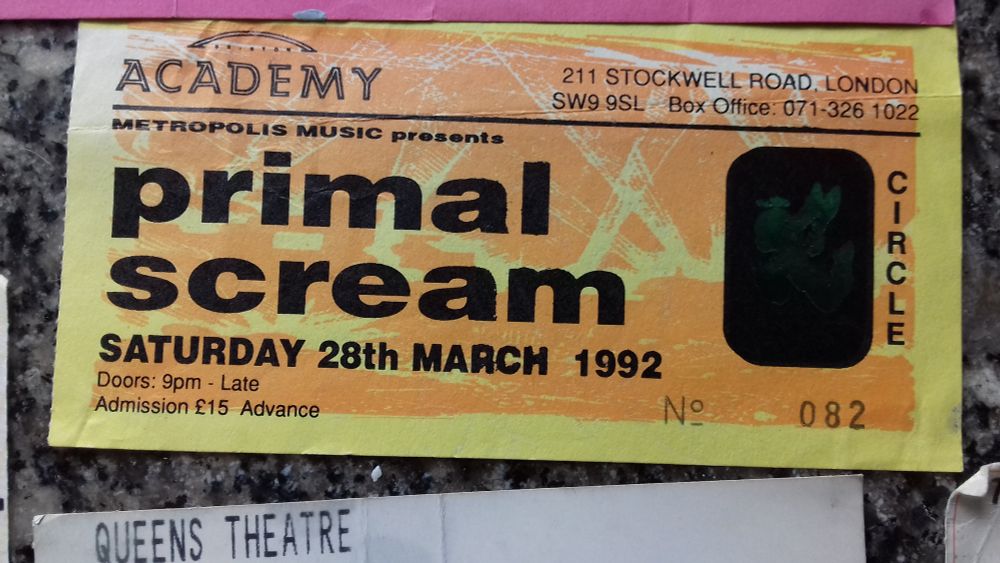 BRIXTON
ACADEMY
211 STOCKWELL ROAD, LONDON
SW9 9SL Box Office: 071-326 1022
METROPOLIS MUSIC presents
primal
scream
CIRCLE
SATURDAY 28th MARCH 1992
Doors: 9pm - Late
Admission £15 Advance
Nº 082
QUEENS THEATRE